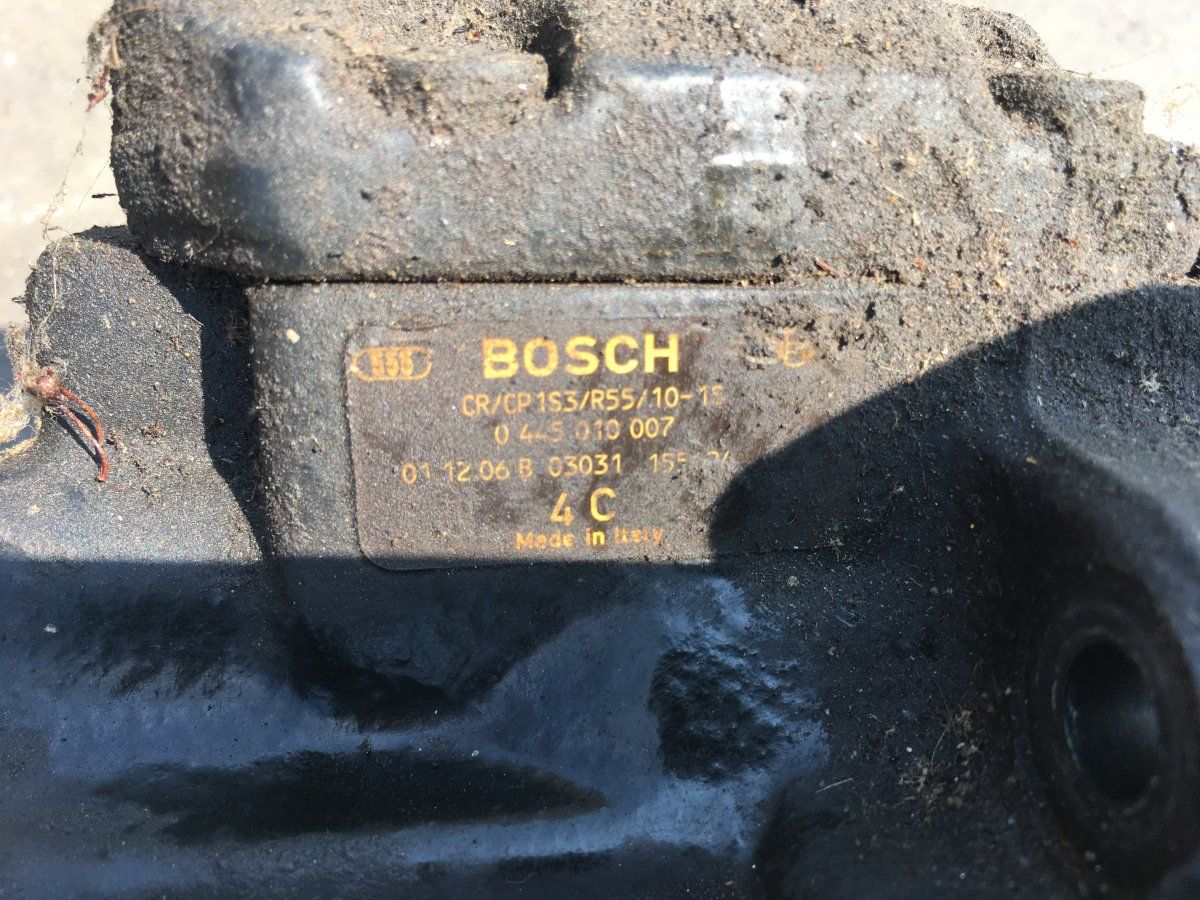 BOSCH
CR/CP1S3/R55/10-1S
0 445 010 007
01 12.06 B 03031
4 C
Made in Italy